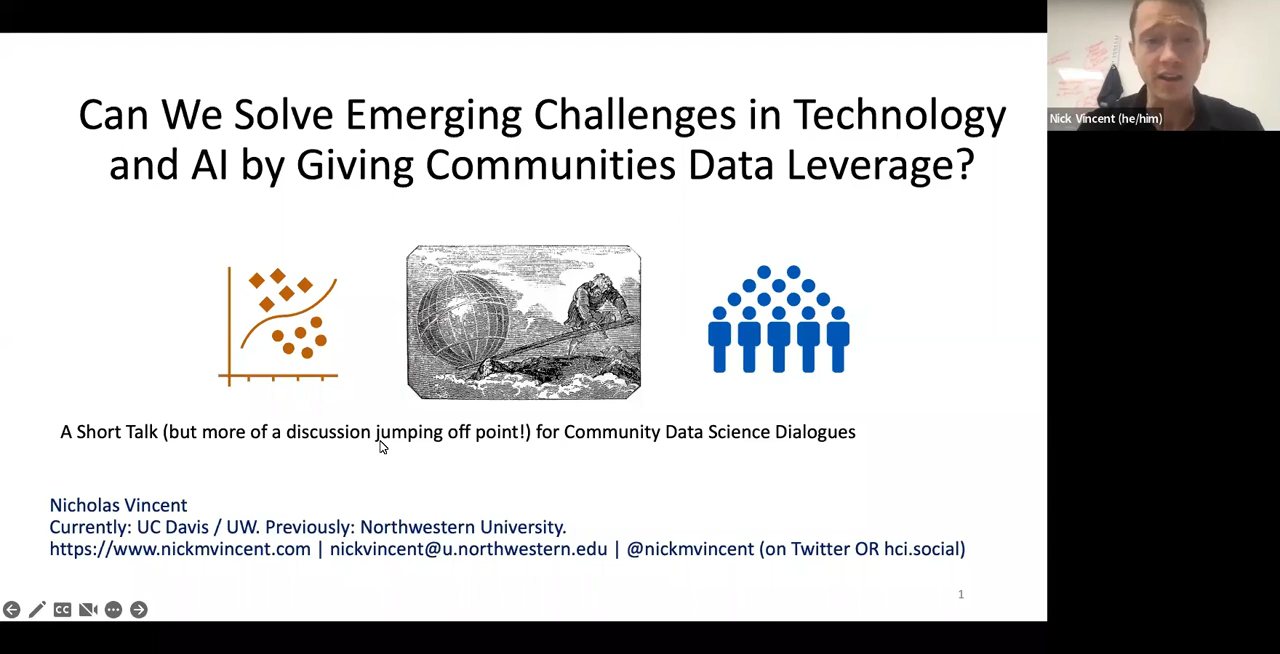 Can We Solve Emerging Challenges in Technology
and AI by Giving Communities Data Leverage?
A Short Talk (but more of a discussion jumping off point!) for Community Data Science Dialogues
Nicholas Vincent
Currently: UC Davis / UW. Previously: Northwestern University.
https://www.nickmvincent.com | nickvincent@u.northwestern.edu | @nickmvincent (on Twitter OR hci.social)
1
CC
Nick Vincent (he/him)